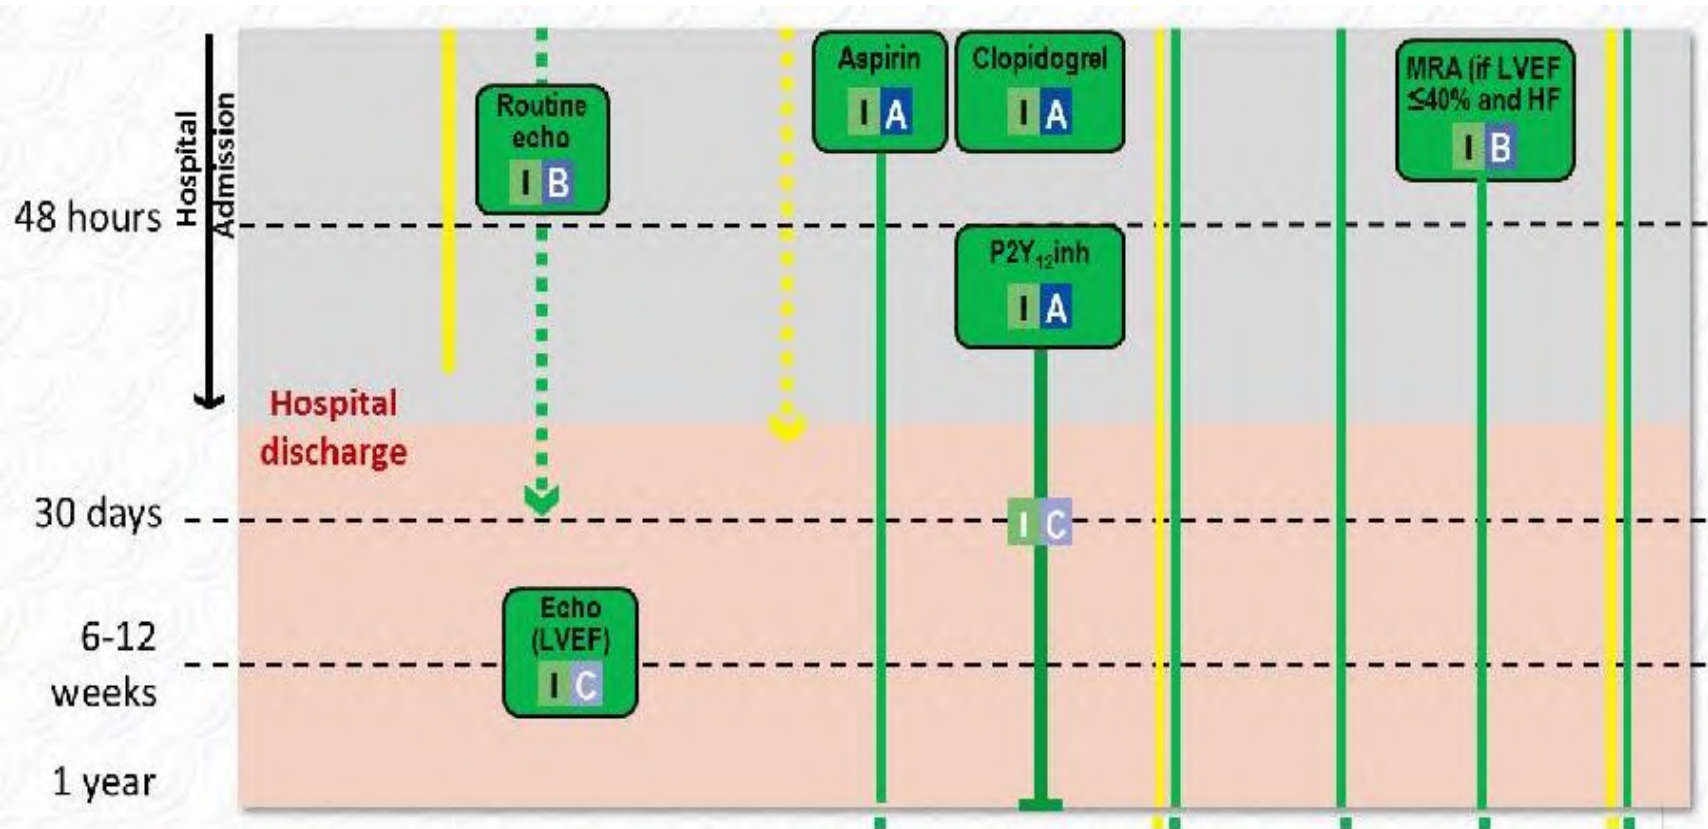 Aspirin
I A
Clopidogrel
I A
MRA (if LVEF
≤40% and HF
I B
Routine
echo
I B
Hospital
Admission
48 hours
P2Y₁₂inh
I A
Hospital
discharge
30 days
I C
Echo
(LVEF)
I C
6-12
weeks
1 year